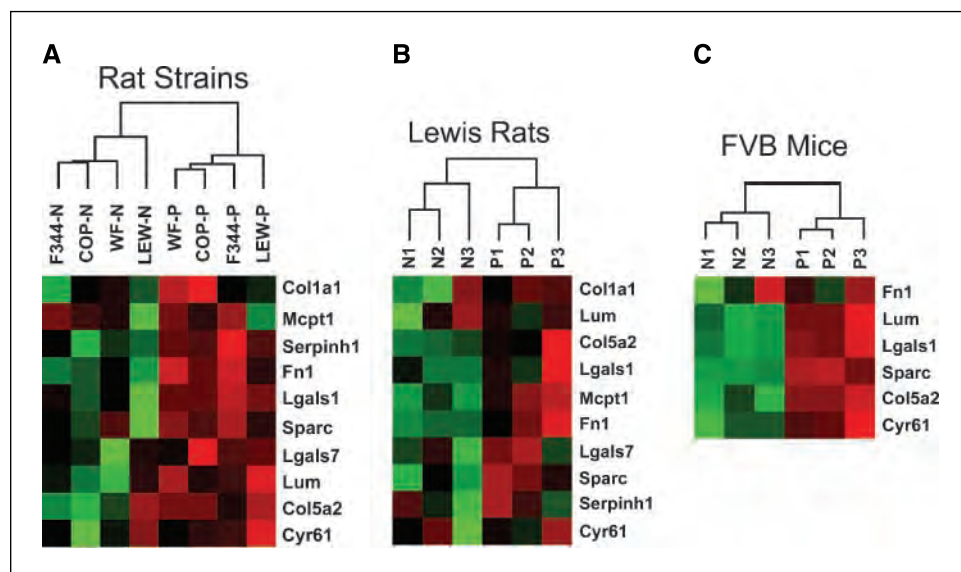 A
Rat Strains
F344-N
COP-N
WF-N
LEW-N
WF-P
COP-P
F344-P
LEW-P
Col1a1
Mcpt1
Serpinh1
Fn1
Lgals1
Sparc
Lgals7
Lum
Col5a2
Cyr61
B
Lewis Rats
N1 N2 N3 P1 P2 P3
Col1a1
Lum
Col5a2
Lgals1
Mcpt1
Fn1
Lgals7
Sparc
Serpinh1
Cyr61
C
FVB Mice
N1 N2 N3 P1 P2 P3
Fn1
Lum
Lgals1
Sparc
Col5a2
Cyr61